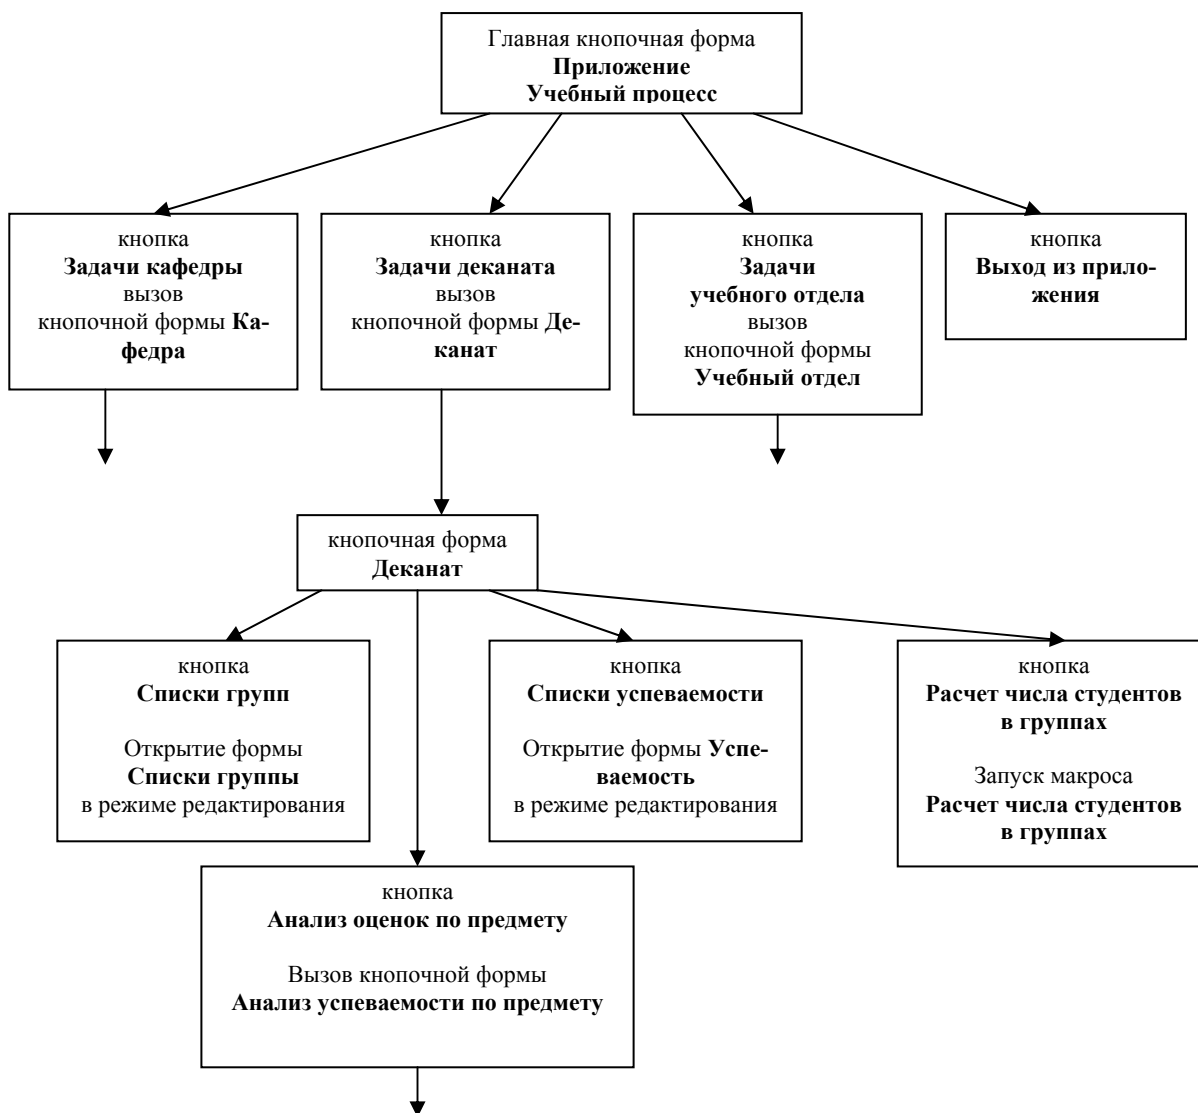 Главная кнопочная форма
Приложение
Учебный процесс
кнопка
Задачи кафедры
вызов
кнопочной формы Ка-
федра
кнопка
Задачи деканата
вызов
кнопочной формы Де-
канат
кнопка
Задачи
учебного отдела
вызов
кнопочной формы
Учебный отдел
кнопка
Выход из прило-
жения
кнопочная форма
Деканат
кнопка
Списки групп
Открытие формы
Списки группы
в режиме редактирования
кнопка
Списки успеваемости
Открытие формы Успе-
ваемость
в режиме редактирования
кнопка
Расчет числа студентов
в группах
Запуск макроса
Расчет числа студентов
в группах
кнопка
Анализ оценок по предмету
Вызов кнопочной формы
Анализ успеваемости по предмету